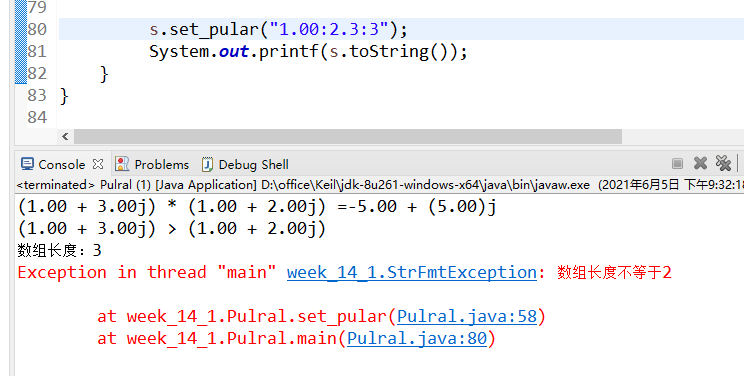 79
80 s.set_pular("1.00:2.3:3");
81 System.out.printf(s.toString());
82 }
83 }
84
Console Problems Debug Shell
<terminated> Pulral (1) [Java Application] D:\office\Keil\jdk-8u261-windows-x64\java\bin\javaw.exe (2021年6月5日 下午9:32:18
(1.00 + 3.00j) * (1.00 + 2.00j) =-5.00 + (5.00)j
(1.00 + 3.00j) > (1.00 + 2.00j)
数组长度：3
Exception in thread "main" week_14_1.StrFmtException: 数组长度不等于2
at week_14_1.Pulral.set_pular(Pulral.java:58)
at week_14_1.Pulral.main(Pulral.java:80)